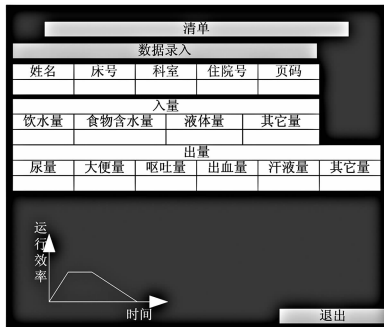 清单
数据录入
姓名 床号 科室 住院号 页码
入量
饮水量 食物含水量 液体量 其它量
出量
尿量 大便量 呕吐量 出血量 汗液量 其它量
运行效率
时间
退出